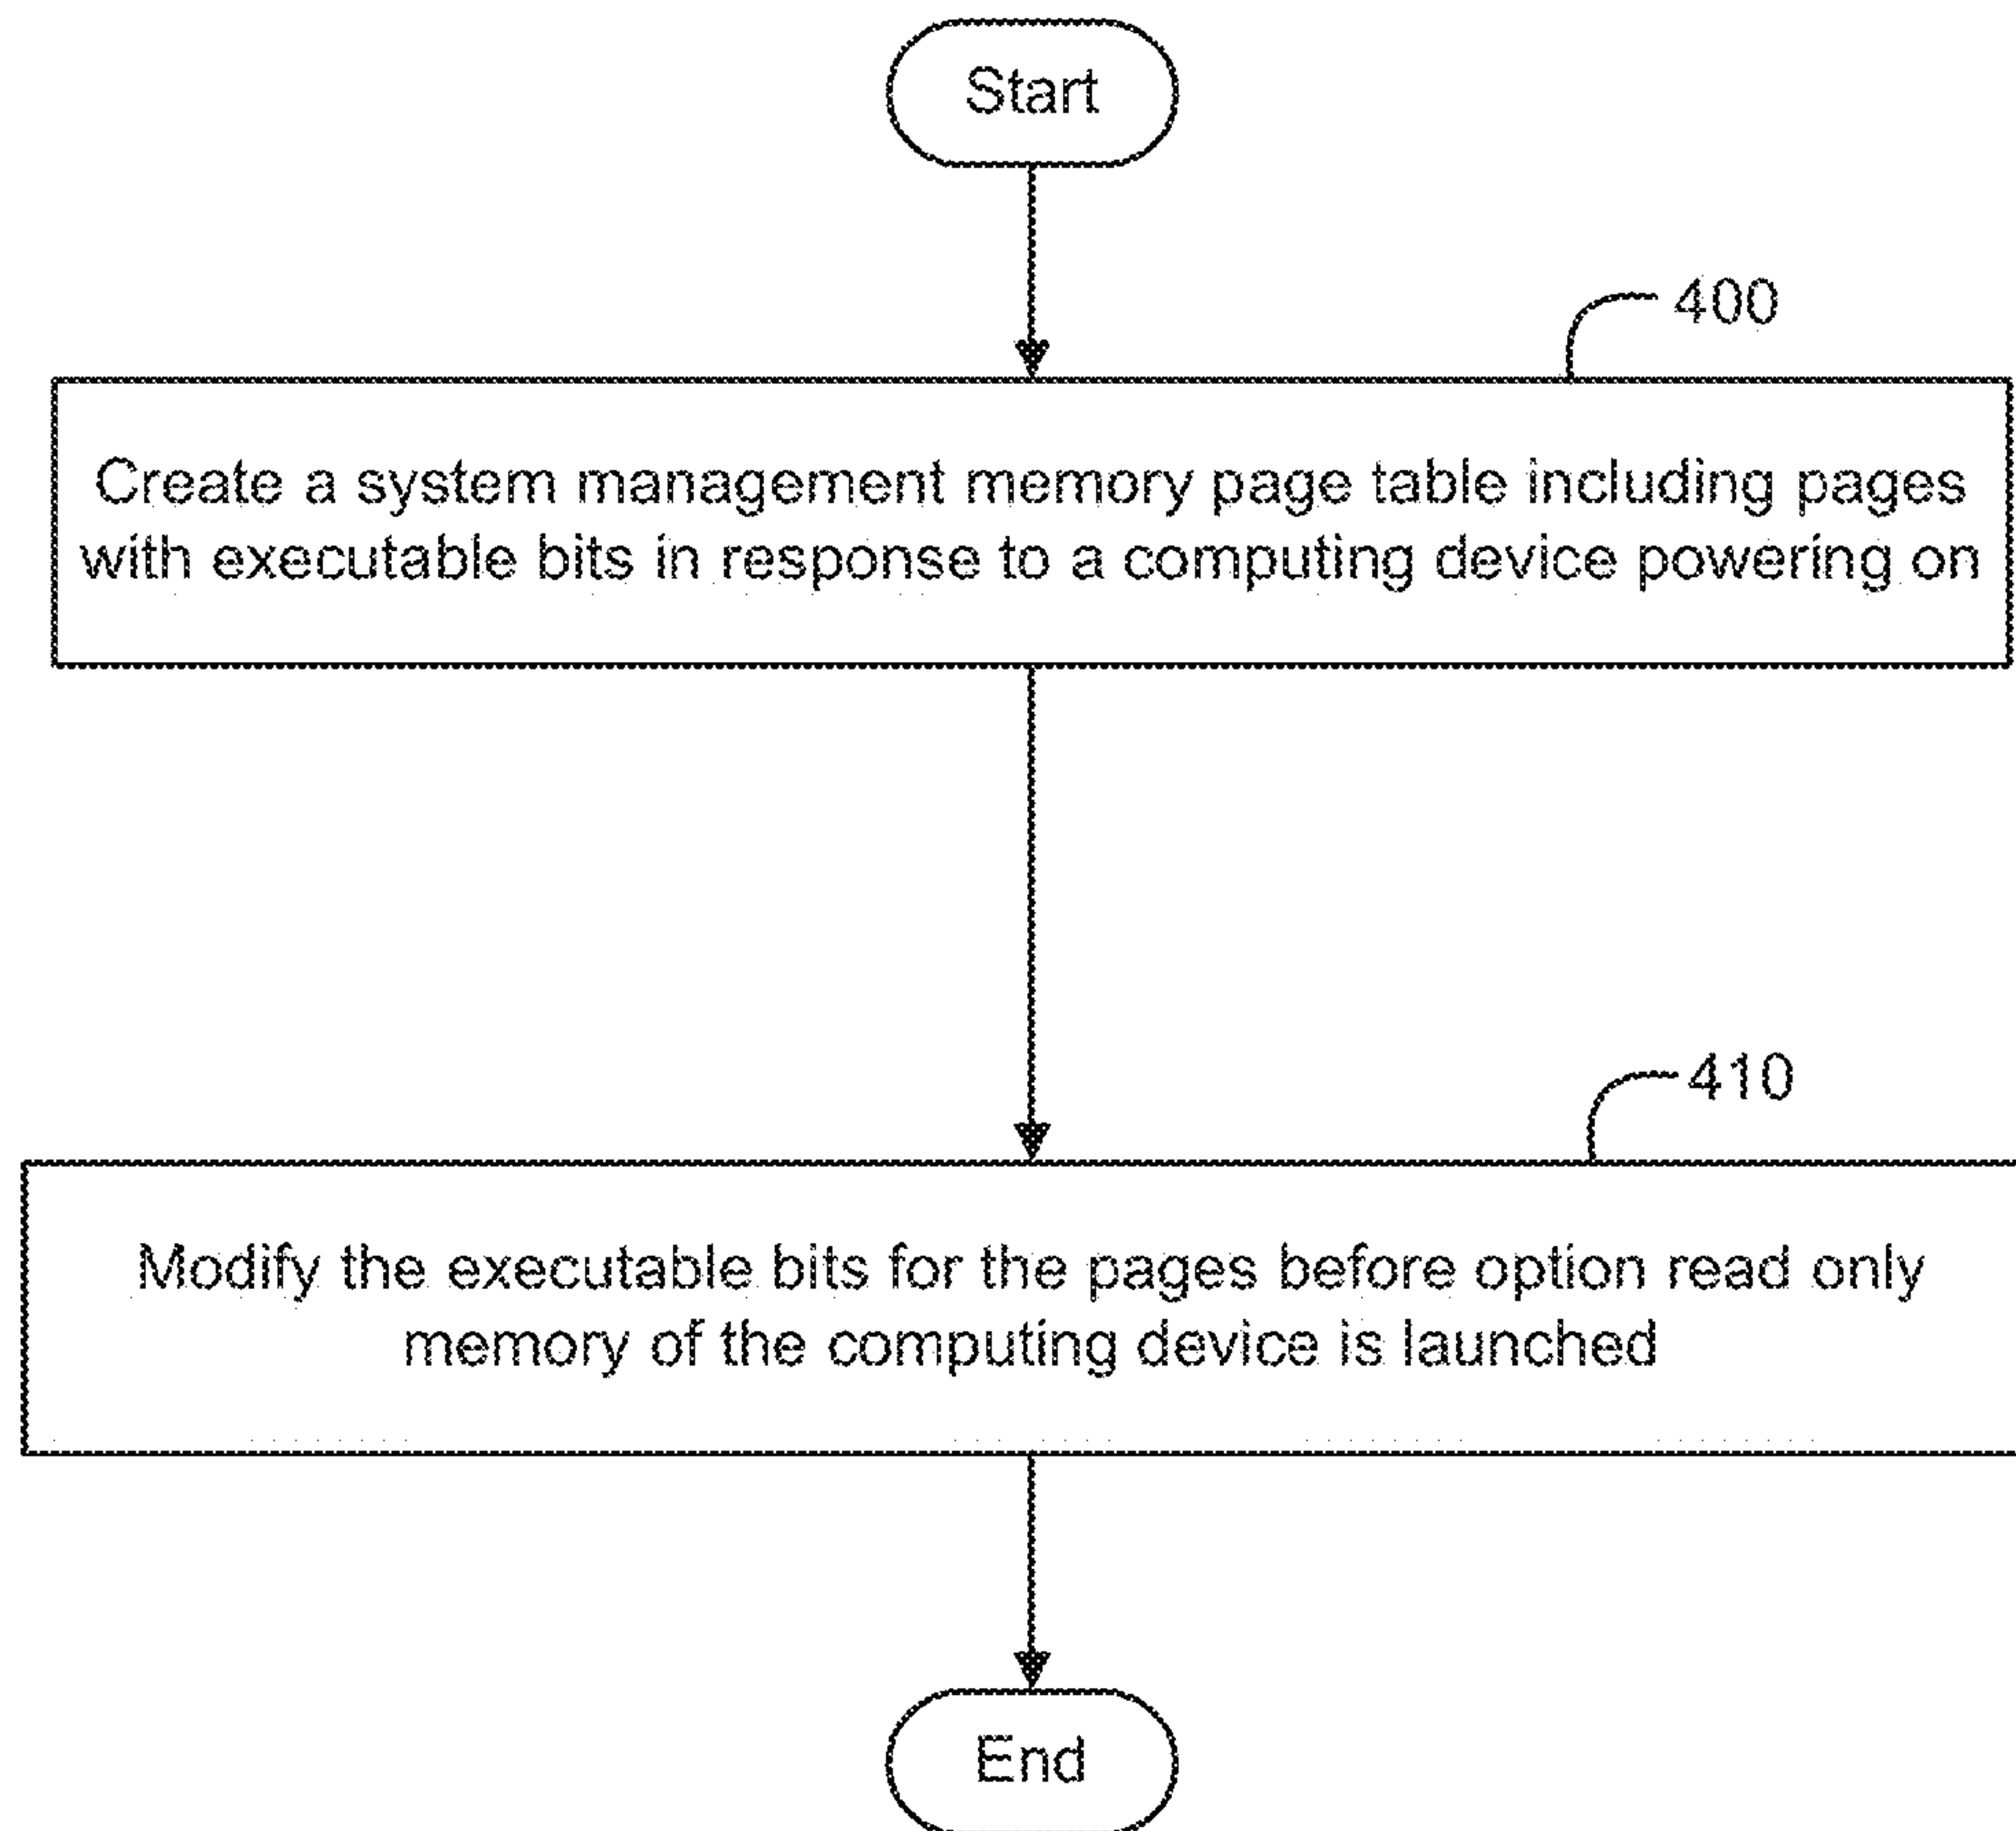 Start
400
Create a system management memory page table including pages
with executable bits in response to a computing device powering on
410
Modify the executable bits for the pages before option read only
memory of the computing device is launched
End